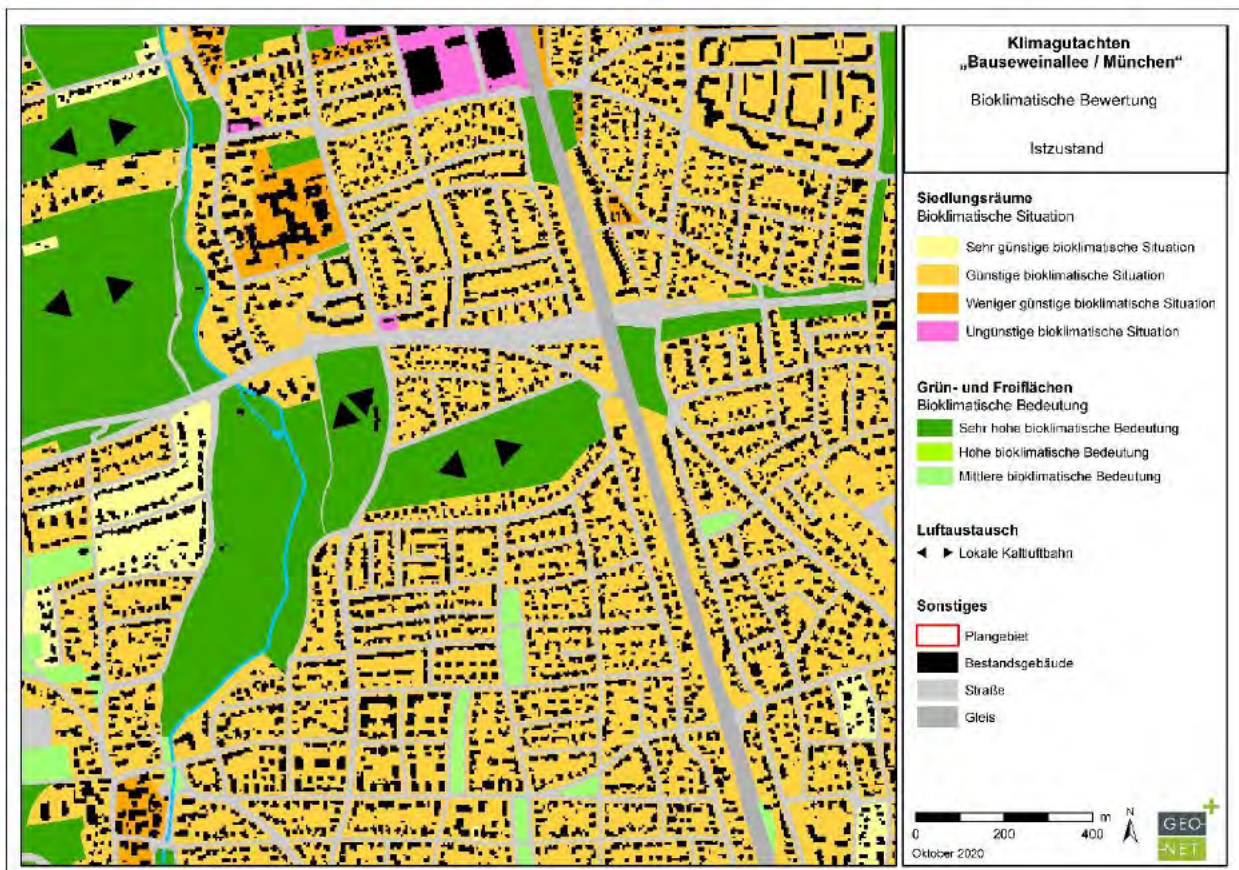 Klimagutachten
„Bauseweinallee / München“
Bioklimatische Bewertung
Istzustand
Siedlungsräume
Bioklimatische Situation
Sehr günstige bioklimatische Situation
Günstige bioklimatische Situation
Weniger günstige bioklimatische Situation
Ungünstige bioklimatische Situation
Grün- und Freiflächen
Bioklimatische Bedeutung
Sehr hohe bioklimatische Bedeutung
Hohe bioklimatische Bedeutung
Mittlere bioklimatische Bedeutung
Luftaustausch
Lokale Kaltluftbahn
Sonstiges
Plangebiet
Bestandsgebäude
Straße
Gleis
m
0 200 400
N
Oktober 2020
GEO-
NET